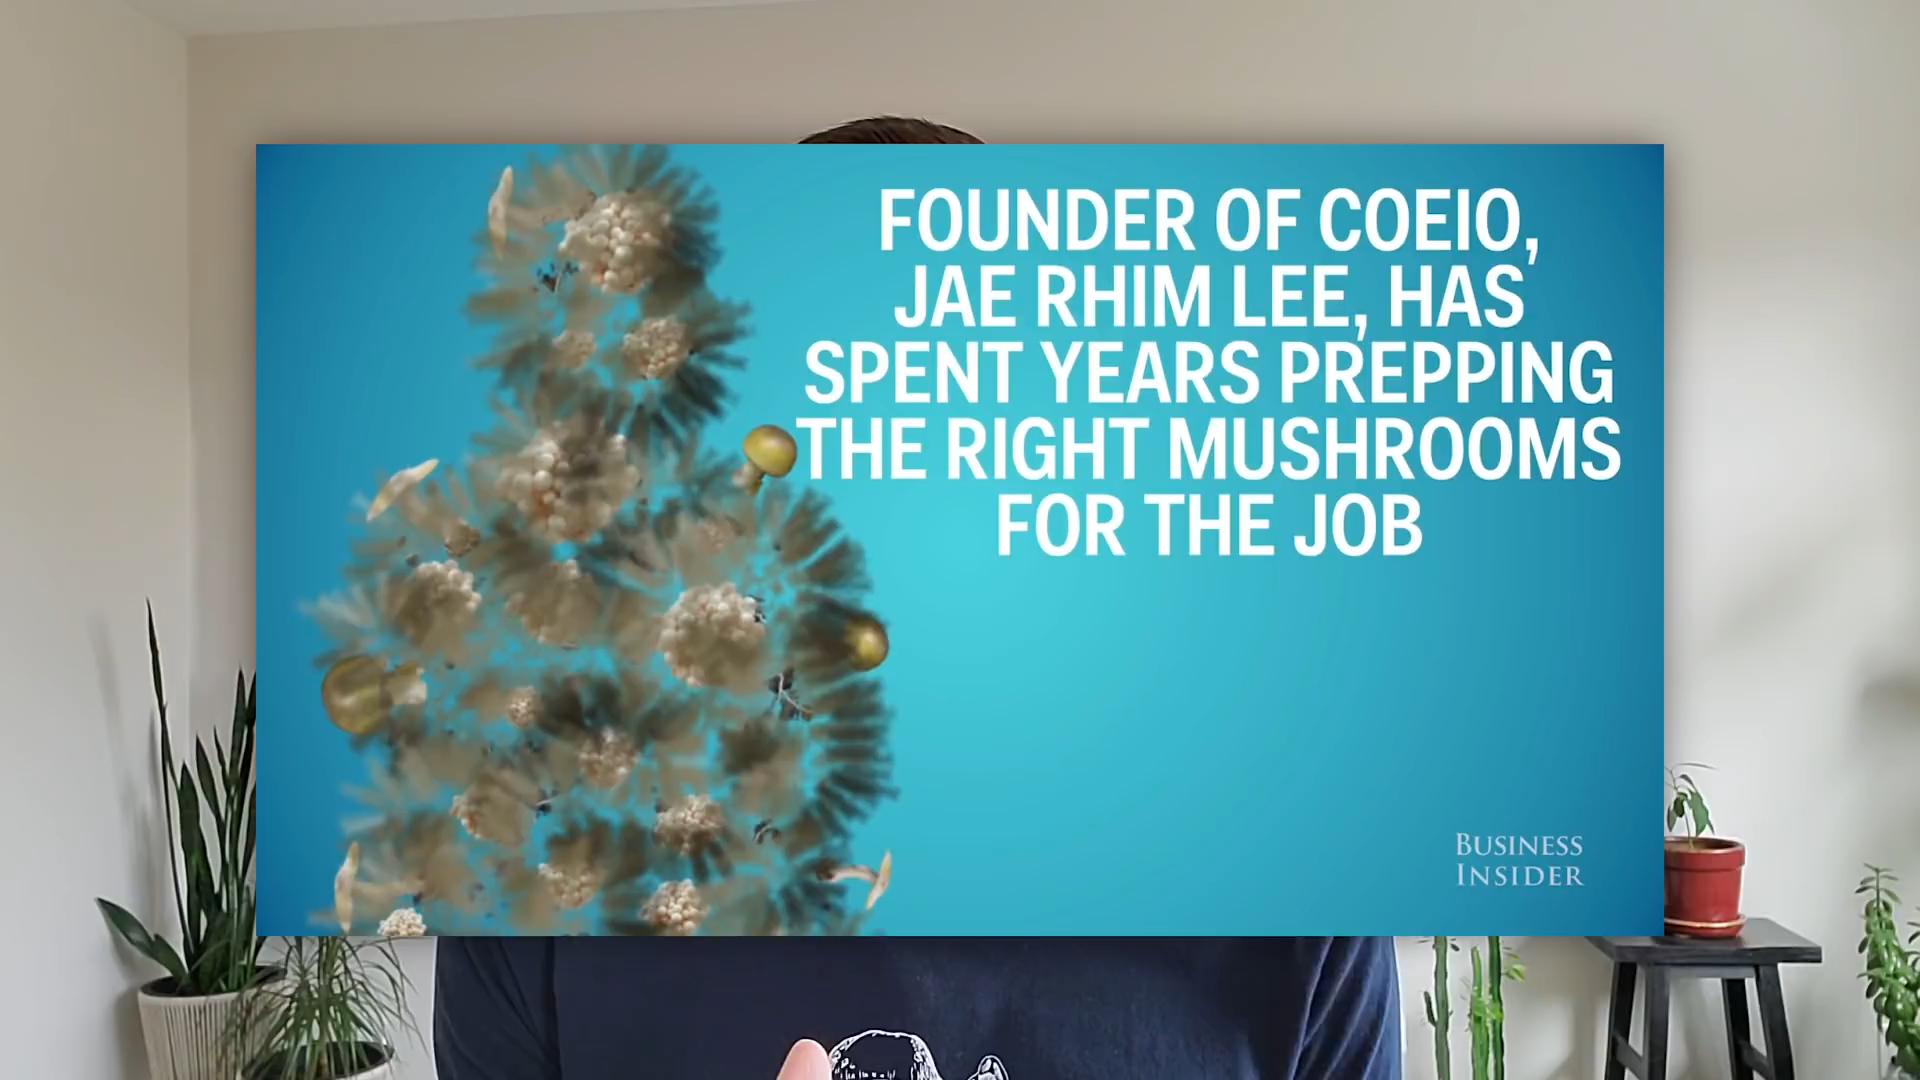 FOUNDER OF COEIO,
JAE RHIM LEE, HAS
SPENT YEARS PREPPING
THE RIGHT MUSHROOMS
FOR THE JOB
BUSINESS
INSIDER